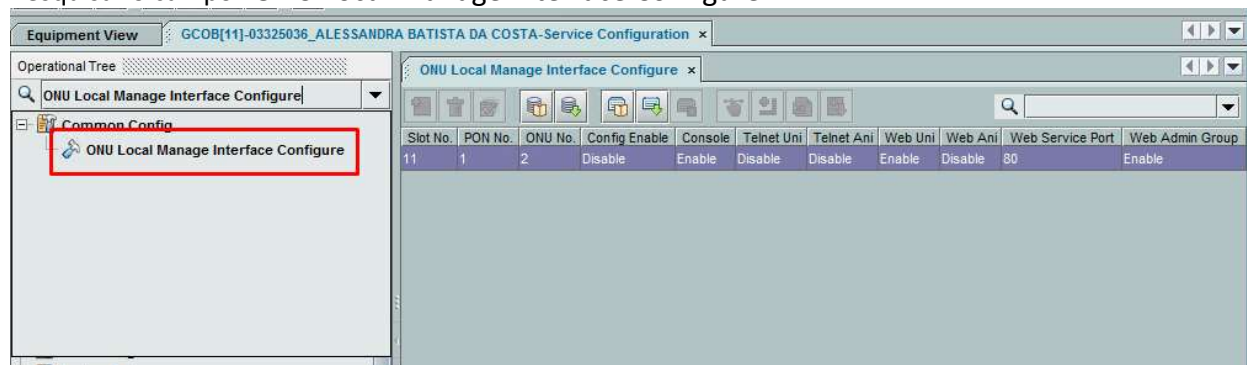 Equipment View
GCOB[11]-03325036_ALESSANDRA BATISTA DA COSTA-Service Configuration ×
Operational Tree
ONU Local Manage Interface Configure
Common Config
ONU Local Manage Interface Configure
ONU Local Manage Interface Configure ×
Slot No. PON No. ONU No. Config Enable Console Telnet Uni Telnet Ani Web Uni Web Ani Web Service Port Web Admin Group
11 1 2 Disable Enable Disable Disable Enable Disable 80 Enable